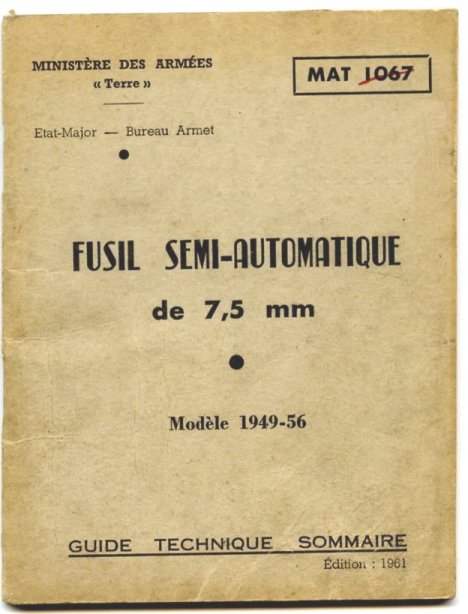 MINISTÈRE DES ARMÉES
« Terre »
MAT 1067
Etat-Major — Bureau Armet
FUSIL SEMI-AUTOMATIQUE
de 7,5 mm
Modèle 1949-56
GUIDE TECHNIQUE SOMMAIRE
Édition : 1961